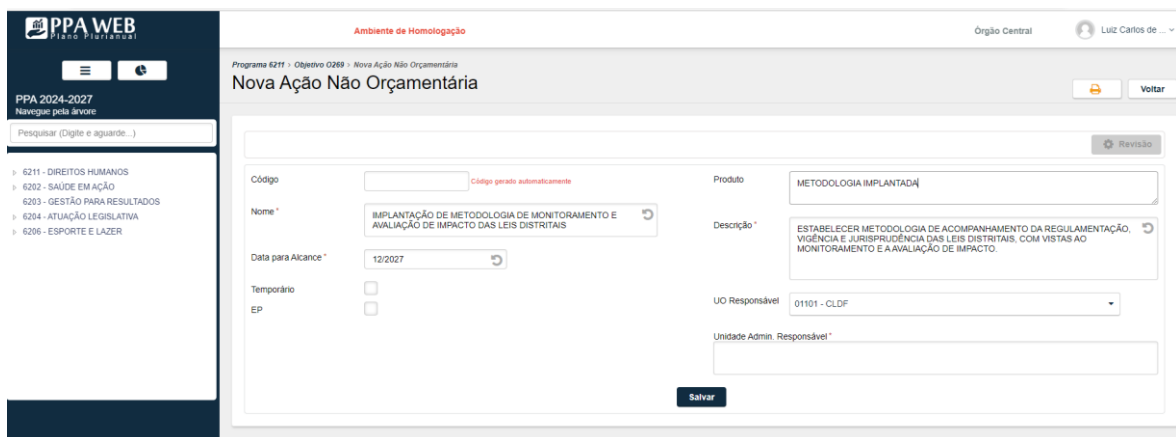 PPA WEB
Plano Plurianual
Ambiente de Homologação
Órgão Central
Luiz Carlos de ...
PPA 2024-2027
Navegue pela árvore
Pesquisar (Digite e aguarde...)
6211 - DIREITOS HUMANOS
6202 - SAÚDE EM AÇÃO
6203 - GESTÃO PARA RESULTADOS
6204 - ATUAÇÃO LEGISLATIVA
6206 - ESPORTE E LAZER
Programa 6211 › Objetivo O269 › Nova Ação Não Orçamentária
Nova Ação Não Orçamentária
Voltar
Revisão
Código
Código gerado automaticamente
Nome *
IMPLANTAÇÃO DE METODOLOGIA DE MONITORAMENTO E
AVALIAÇÃO DE IMPACTO DAS LEIS DISTRITAIS
Data para Alcance *
12/2027
Temporário
EP
Produto
METODOLOGIA IMPLANTADA
Descrição *
ESTABELECER METODOLOGIA DE ACOMPANHAMENTO DA REGULAMENTAÇÃO,
VIGÊNCIA E JURISPRUDÊNCIA DAS LEIS DISTRITAIS, COM VISTAS AO
MONITORAMENTO E A AVALIAÇÃO DE IMPACTO.
UO Responsável
01101 - CLDF
Unidade Admin. Responsável *
Salvar